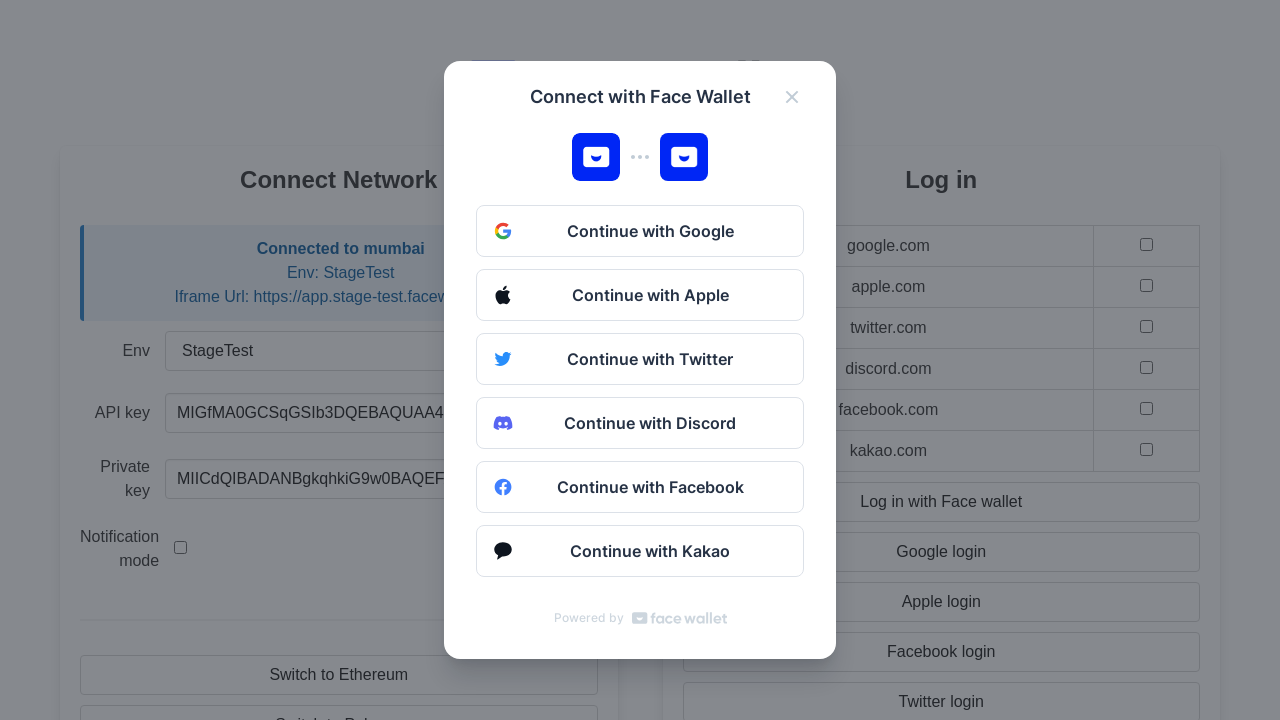 Connect with Face Wallet
Continue with Google
Continue with Apple
Continue with Twitter
Continue with Discord
Continue with Facebook
Continue with Kakao
Powered by face wallet
Connect Network
Connected to mumbai
Env: StageTest
Iframe Url: https://app.stage-test.facew
Env
StageTest
API key
MIGfMA0GCSqGSIb3DQEBAQUAA4
Private
key
MIICdQIBADANBgkqhkiG9w0BAQEF
Notification
mode
Switch to Ethereum
Log in
google.com
apple.com
twitter.com
discord.com
facebook.com
kakao.com
Log in with Face wallet
Google login
Apple login
Facebook login
Twitter login